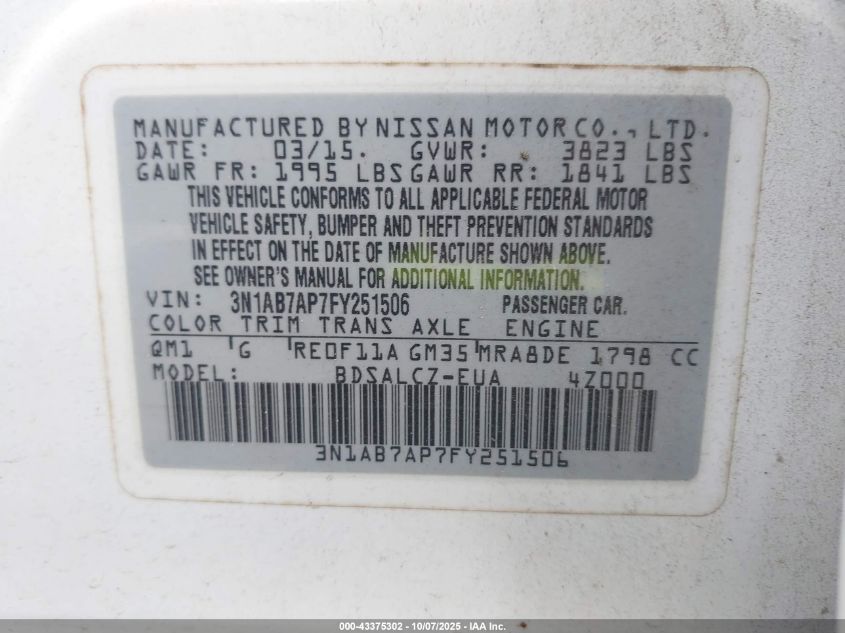 MANUFACTURED BY NISSAN MOTOR CO., LTD.
DATE: 03/15. GVWR: 3823 LBS
GAWR FR: 1995 LBS GAWR RR: 1841 LBS
THIS VEHICLE CONFORMS TO ALL APPLICABLE FEDERAL MOTOR
VEHICLE SAFETY, BUMPER AND THEFT PREVENTION STANDARDS
IN EFFECT ON THE DATE OF MANUFACTURE SHOWN ABOVE.
SEE OWNER'S MANUAL FOR ADDITIONAL INFORMATION.
VIN: 3N1AB7AP7FY251506 PASSENGER CAR.
COLOR TRIM TRANS AXLE ENGINE
QM1 G RE0F11A GM35 MRA8DE 1798 CC
MODEL: BDSALCZ-EUA 4Z000
3N1AB7AP7FY251506
000-43375302 - 10/07/2025 - IAA Inc.